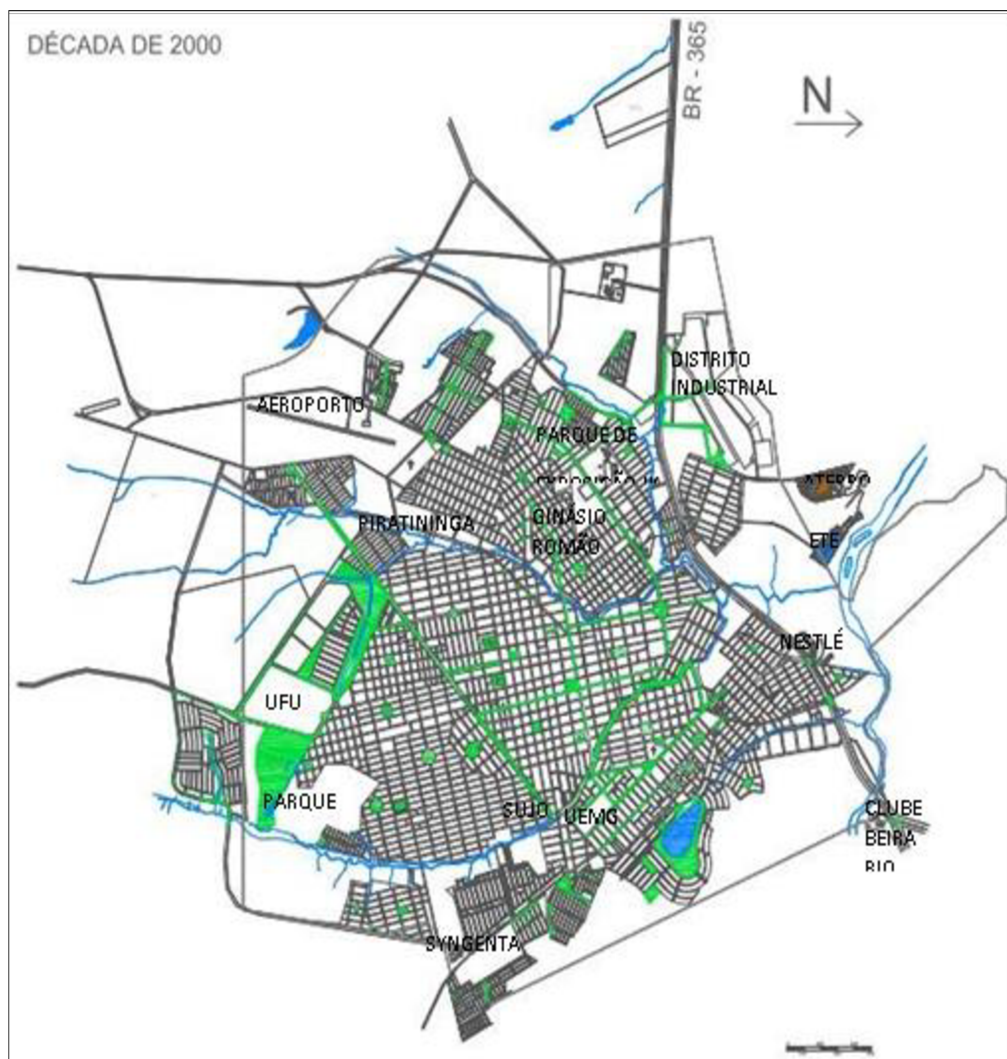 DÉCADA DE 2000
BR - 365
N
DISTRITO
INDUSTRIAL
AEROPORTO
PARQUE DE
GINÁSIO
ROMÃO
PIRATININGA
ETE
NESTLÉ
UFU
PARQUE
SUJO
UEMG
CLUBE
BEIRA
RIO
SYNGENTA